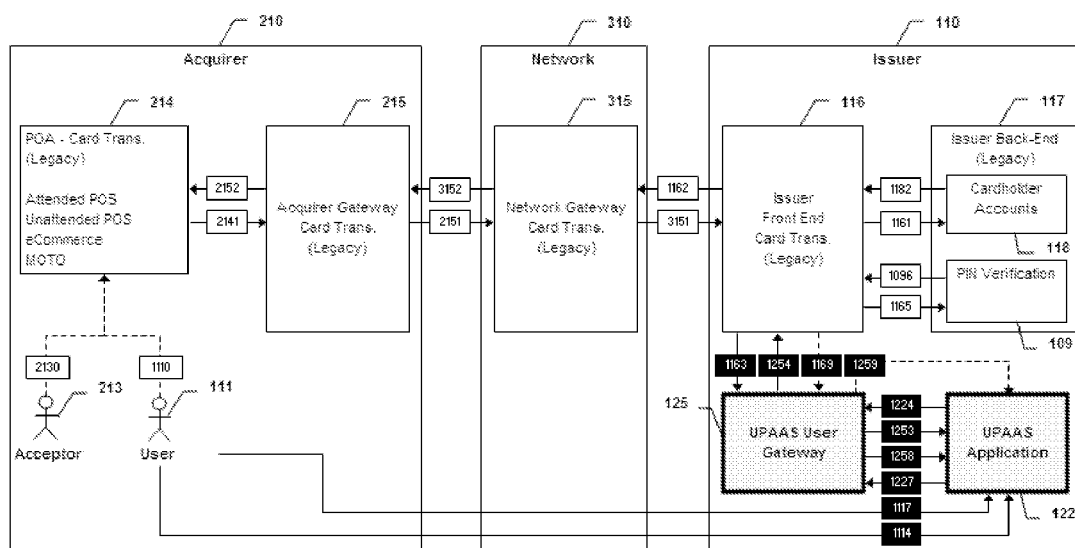 210
310
110
Acquirer
Network
Issuer
214
215
315
116
117
POA - Card Trans.
(Legacy)
Attended POS
Unattended POS
eCommerce
MOTO
Acquirer Gateway
Card Trans.
(Legacy)
Network Gateway
Card Trans.
(Legacy)
Issuer
Front End
Card Trans.
(Legacy)
Issuer Back-End
(Legacy)
Cardholder
Accounts
118
PIN Verification
109
2152
2141
3152
2151
1162
3151
1182
1161
1096
1165
2130
1110
213
111
Acceptor
User
1163
1254
1169
1259
125
UPAAS User
Gateway
1224
1253
1258
1227
1117
1114
UPAAS
Application
122